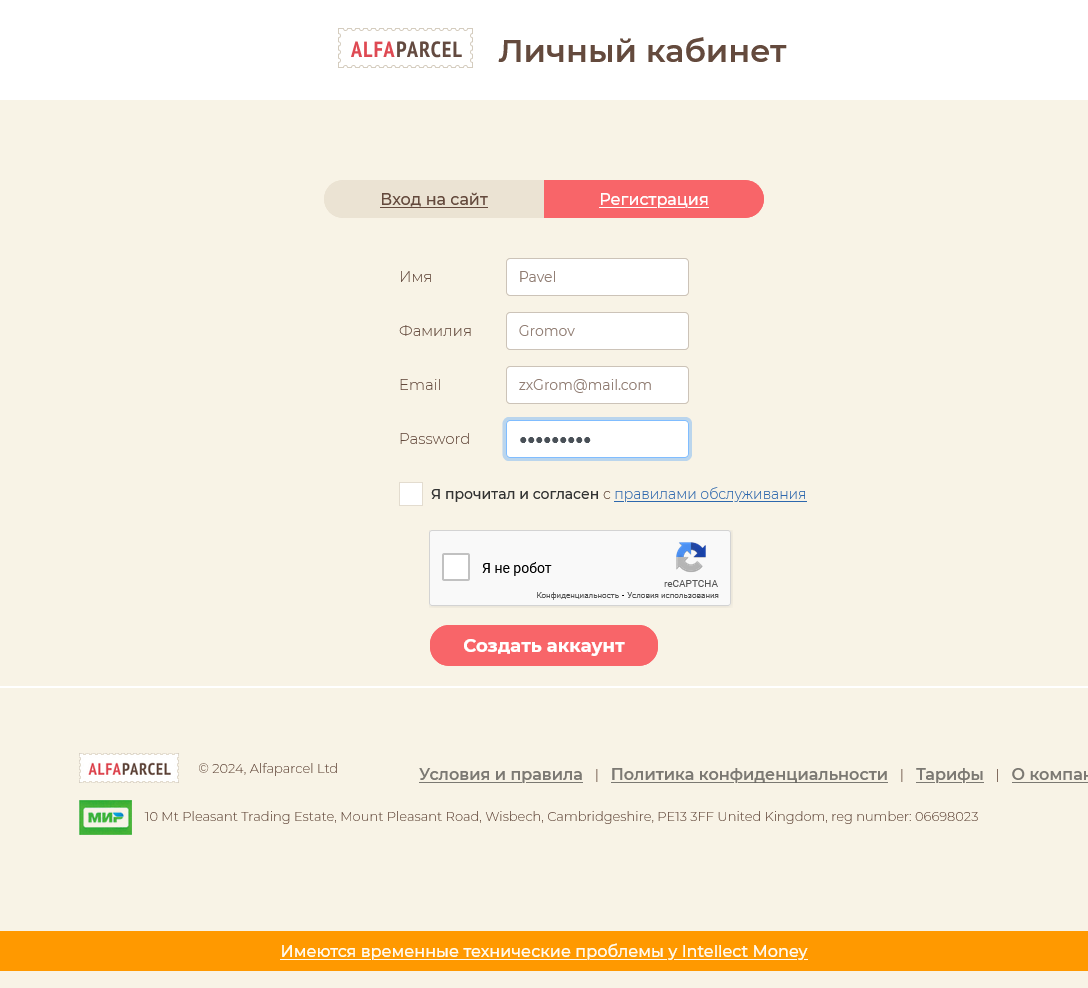 ALFAPARCEL Личный кабинет
Вход на сайт Регистрация
Имя Pavel
Фамилия Gromov
Email zxGrom@mail.com
Password •••••••••
Я прочитал и согласен с правилами обслуживания
Я не робот
reCAPTCHA
Конфиденциальность - Условия использования
Создать аккаунт
ALFAPARCEL © 2024, Alfaparcel Ltd Условия и правила | Политика конфиденциальности | Тарифы | О компан
МИР 10 Mt Pleasant Trading Estate, Mount Pleasant Road, Wisbech, Cambridgeshire, PE13 3FF United Kingdom, reg number: 06698023
Имеются временные технические проблемы у Intellect Money